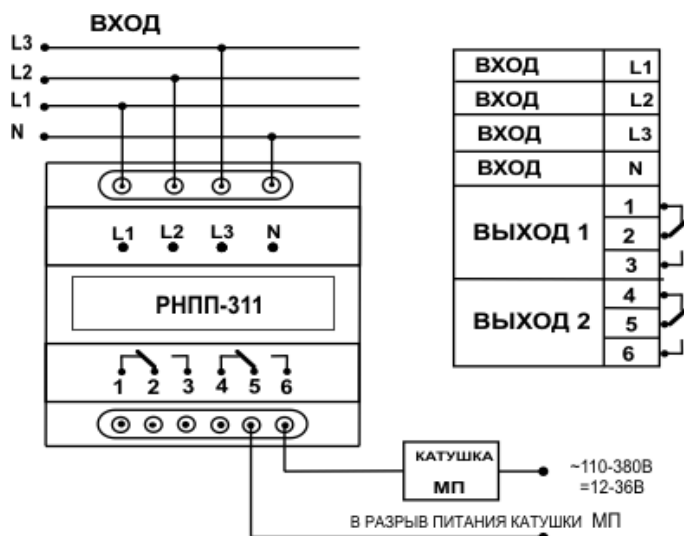 ВХОД
L3
L2
L1
N
L1 L2 L3 N
РНПП-311
1 2 3 4 5 6
КАТУШКА
МП
~110-380В
=12-36В
В РАЗРЫВ ПИТАНИЯ КАТУШКИ МП
ВХОД L1
ВХОД L2
ВХОД L3
ВХОД N
ВЫХОД 1
1
2
3
ВЫХОД 2
4
5
6